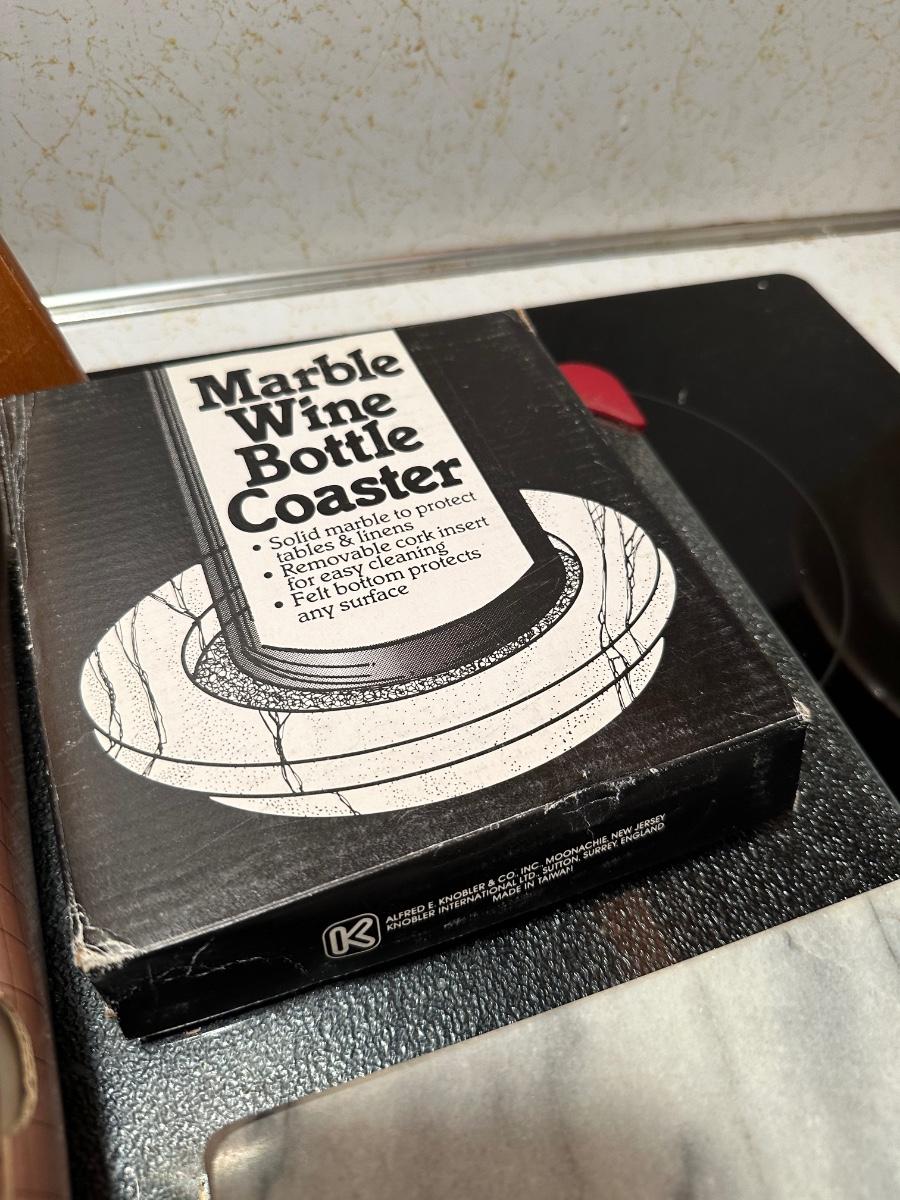 Marble
Wine
Bottle
Coaster
• Solid marble to protect
tables & linens
• Removable cork insert
for easy cleaning
• Felt bottom protects
any surface
K
ALFRED E. KNOBLER & CO., INC., MOONACHIE, NEW JERSEY
KNOBLER INTERNATIONAL LTD., SUTTON, SURREY, ENGLAND
MADE IN TAIWAN